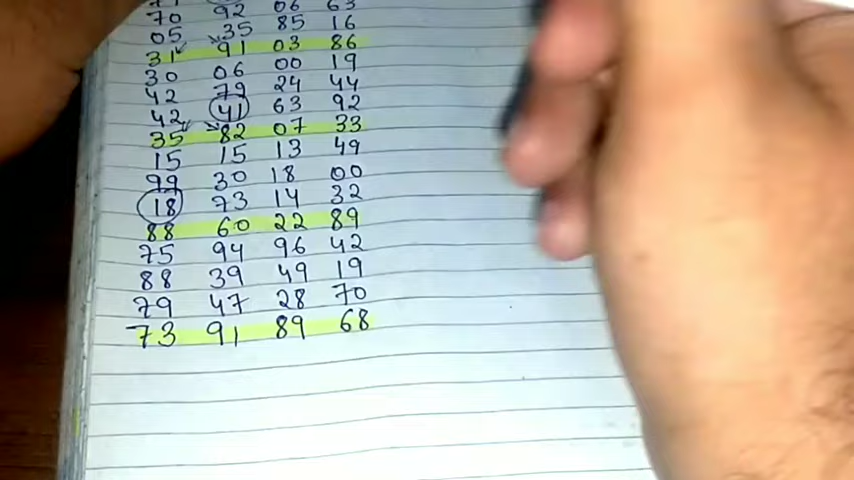 70 92 06 63
05 35 85 16
31 91 03 86
30 06 00 19
42 79 24 44
42 41 63 92
35 82 07 33
15 15 13 49
99 30 18 00
18 73 14 32
88 60 22 89
75 94 96 42
88 39 49 19
79 47 28 70
73 91 89 68